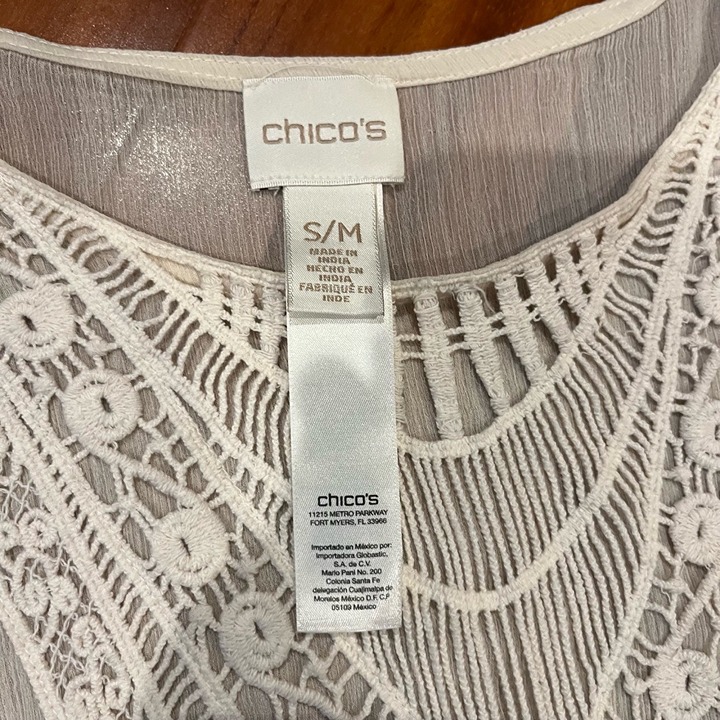 chico's
S/M
MADE IN
INDIA
HECHO EN
INDIA
FABRIQUÉ EN
INDE
chico's
11215 METRO PARKWAY
FORT MYERS, FL 33966
Importado en México por:
Importadora Globastic,
S.A. de C.V.
Mario Pani No. 200
Colonia Santa Fe
delegación Cuajimalpa de
Morelos México D.F. C.P
05109 México